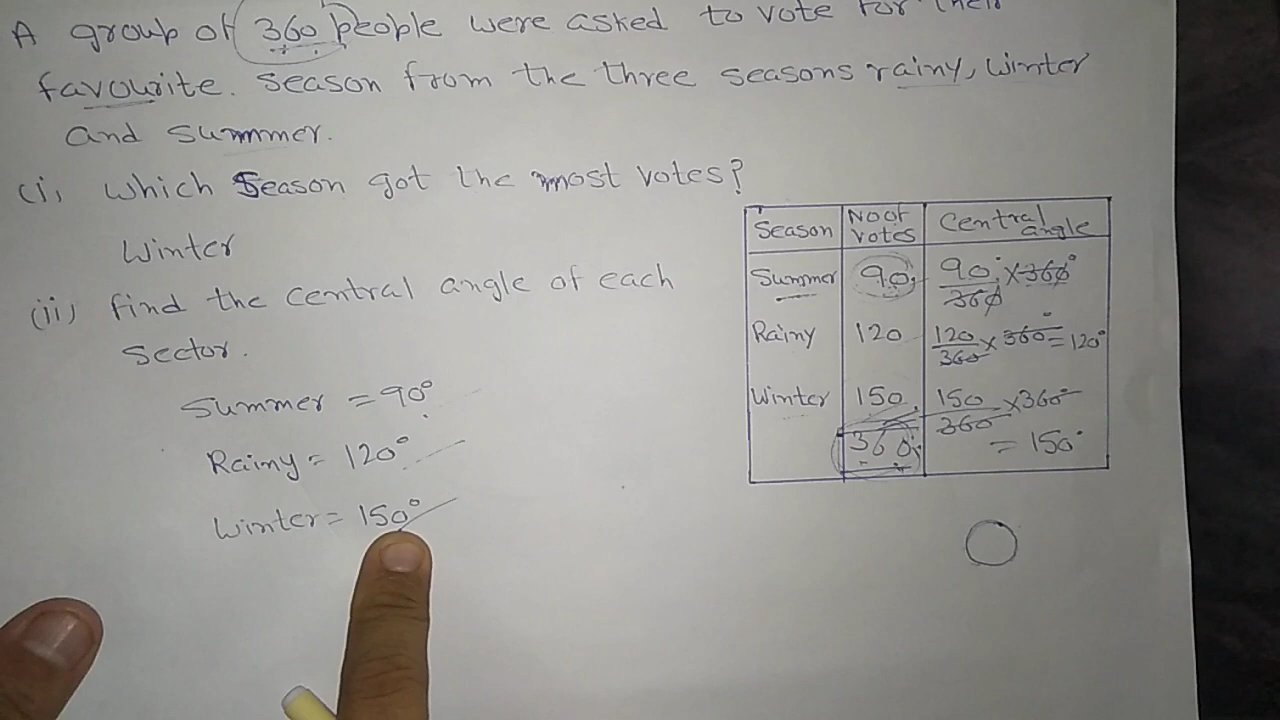 A group of 360 people were asked to vote for their
favourite. season from the three seasons rainy, winter
and summer.
(i) which Season got the most votes?
Winter
(ii) find the central angle of each
sector.
Summer = 90°
Rainy = 120°
Winter = 150°
Season No of votes Central angle
Summer 90 90/360 × 360°
Rainy 120 120/360 × 360° = 120°
Winter 150 150/360 × 360°
360 = 150°